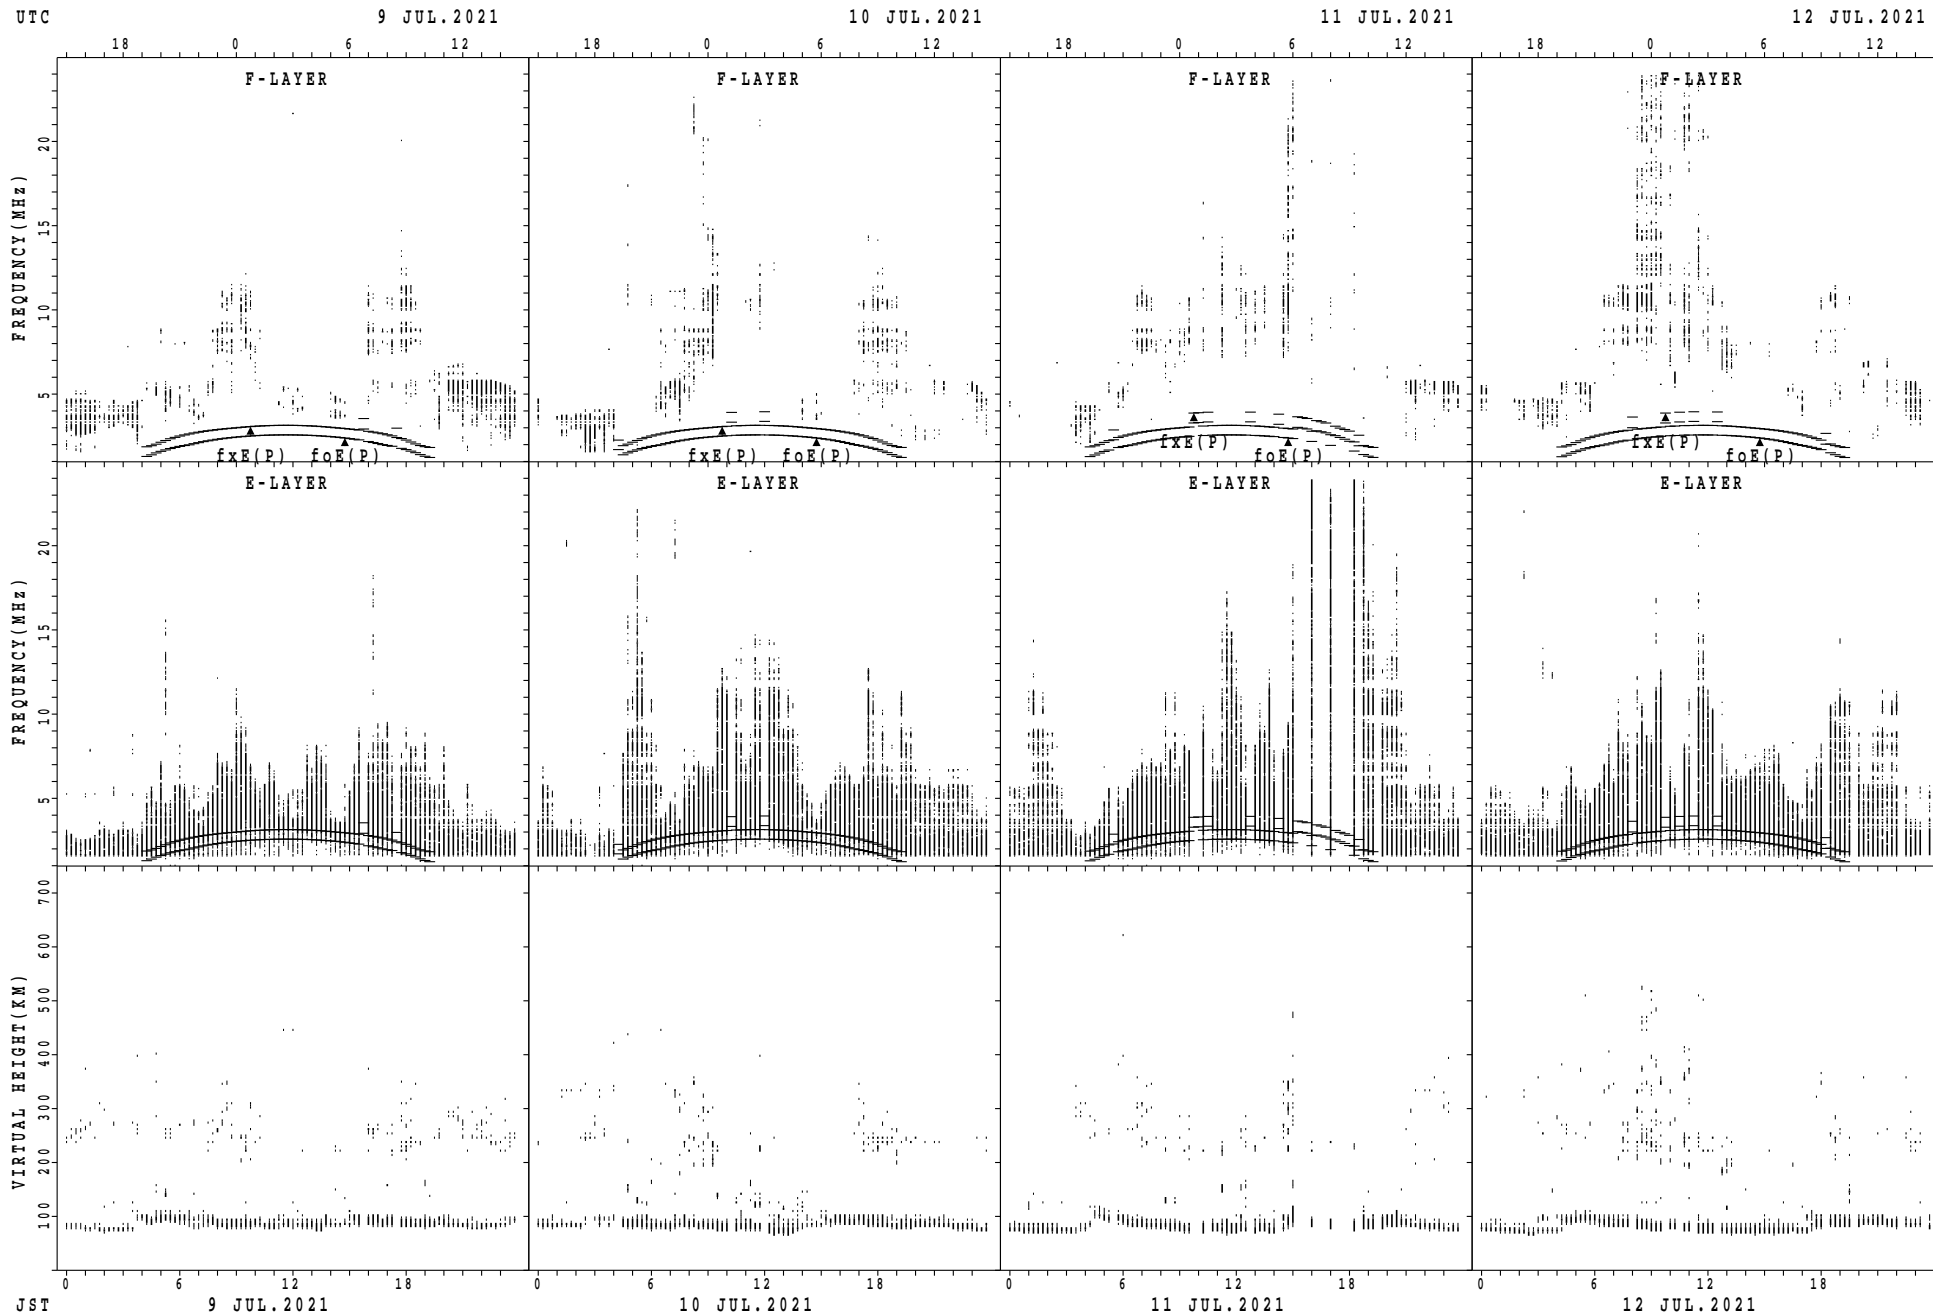 UTC 9 JUL.2021 10 JUL.2021 11 JUL.2021 12 JUL.2021
18 0 6 12 18 0 6 12 18 0 6 12 18 0 6 12
F-LAYER F-LAYER F-LAYER F-LAYER
FREQUENCY(MHz)
20
15
10
5
fxE(P) foE(P) fxE(P) foE(P) fxE(P) foE(P) fxE(P) foE(P)
E-LAYER E-LAYER E-LAYER E-LAYER
FREQUENCY(MHz)
20
15
10
5
VIRTUAL HEIGHT(KM)
700
600
500
400
300
200
100
0 6 12 18 0 6 12 18 0 6 12 18 0 6 12 18
JST 9 JUL.2021 10 JUL.2021 11 JUL.2021 12 JUL.2021